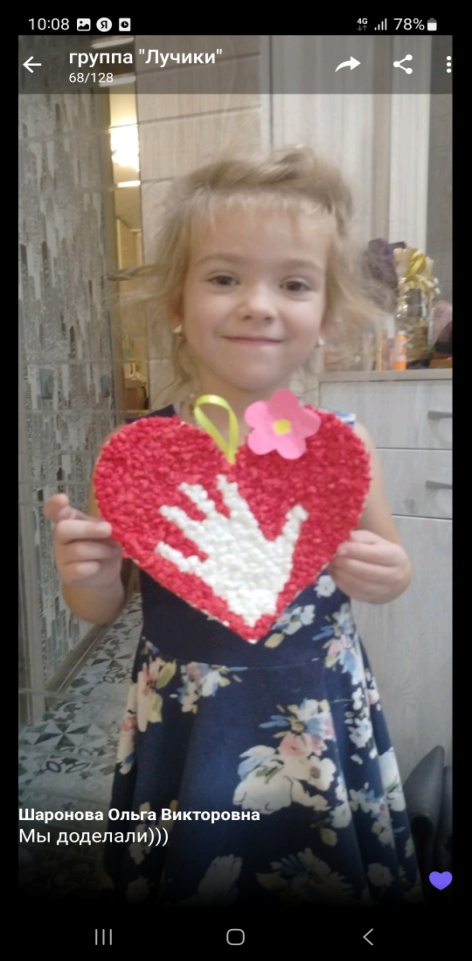 10:08 4G 78%
группа "Лучики"
68/128
Шаронова Ольга Викторовна
Мы доделали)))